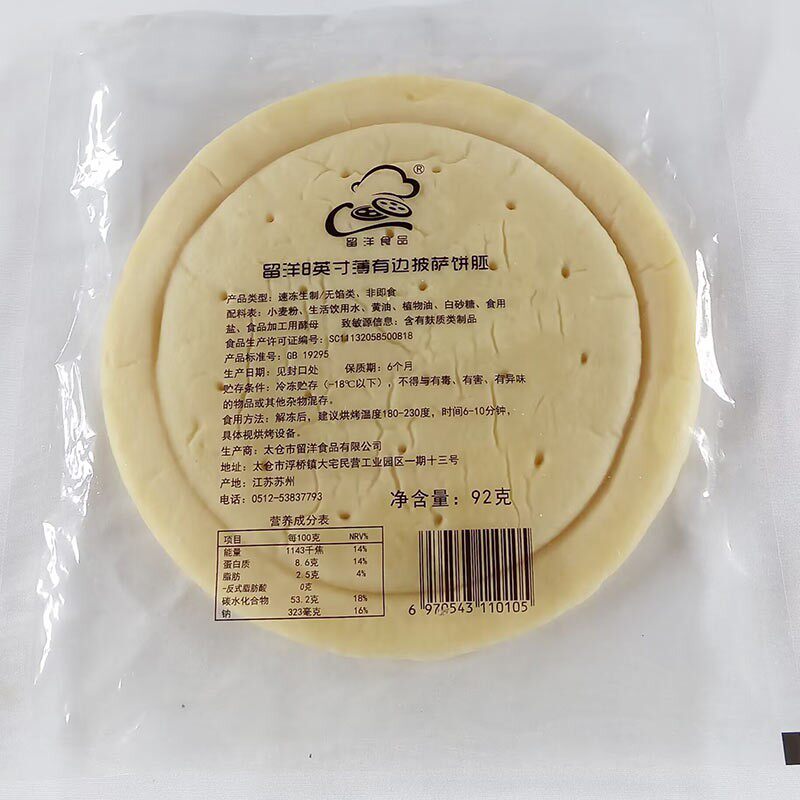 ®
留洋食品
留洋8英寸薄有边披萨饼胚
产品类型：速冻生制/无馅类、非即食
配料表：小麦粉、生活饮用水、黄油、植物油、白砂糖、食用
盐、食品加工用酵母 致敏源信息：含有麸质类制品
食品生产许可证编号：SC11132058500818
产品标准号：GB 19295
生产日期：见封口处 保质期：6个月
贮存条件：冷冻贮存（-18℃以下），不得与有毒、有害、有异味
的物品或其他杂物混存。
食用方法：解冻后，建议烘烤温度180-230度，时间6-10分钟，
具体视烘烤设备。
生产商：太仓市留洋食品有限公司
地址：太仓市浮桥镇大宅民营工业园区一期十三号
产地：江苏苏州
电话：0512-53837793
净含量：92克
营养成分表
项目 每100克 NRV%
能量 1143千焦 14%
蛋白质 8.6克 14%
脂肪 2.5克 4%
-反式脂肪酸 0克
碳水化合物 53.2克 18%
钠 323毫克 16%
6 970543 110105